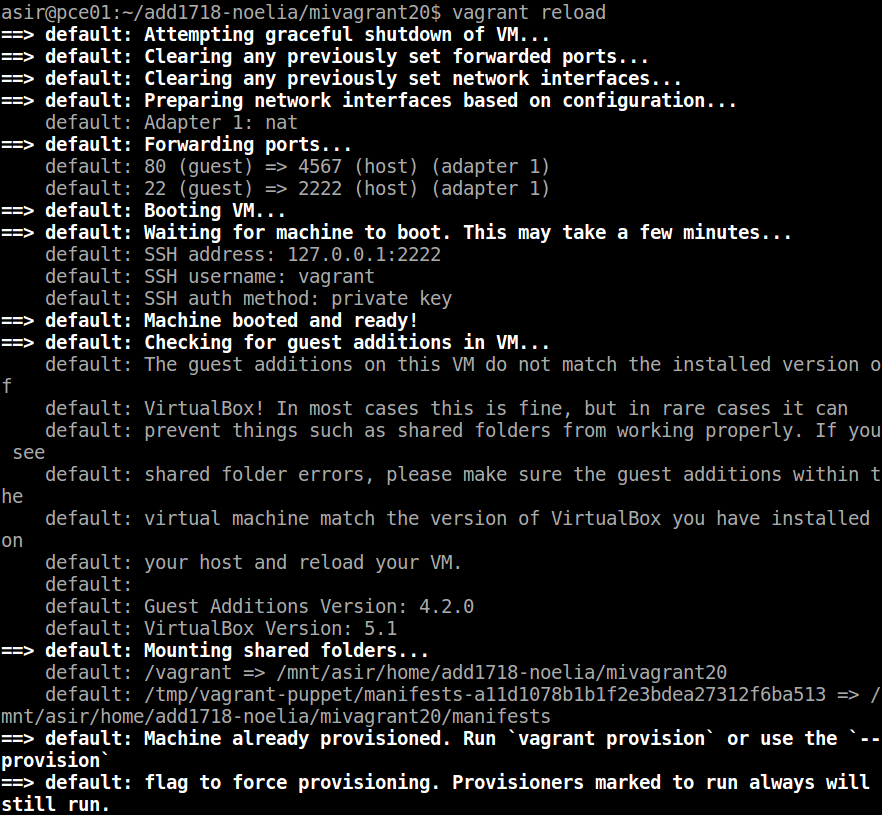 asir@pce01:~/add1718-noelia/mivagrant20$ vagrant reload
==> default: Attempting graceful shutdown of VM...
==> default: Clearing any previously set forwarded ports...
==> default: Clearing any previously set network interfaces...
==> default: Preparing network interfaces based on configuration...
    default: Adapter 1: nat
==> default: Forwarding ports...
    default: 80 (guest) => 4567 (host) (adapter 1)
    default: 22 (guest) => 2222 (host) (adapter 1)
==> default: Booting VM...
==> default: Waiting for machine to boot. This may take a few minutes...
    default: SSH address: 127.0.0.1:2222
    default: SSH username: vagrant
    default: SSH auth method: private key
==> default: Machine booted and ready!
==> default: Checking for guest additions in VM...
    default: The guest additions on this VM do not match the installed version o
f
    default: VirtualBox! In most cases this is fine, but in rare cases it can
    default: prevent things such as shared folders from working properly. If you
 see
    default: shared folder errors, please make sure the guest additions within t
he
    default: virtual machine match the version of VirtualBox you have installed
on
    default: your host and reload your VM.
    default:
    default: Guest Additions Version: 4.2.0
    default: VirtualBox Version: 5.1
==> default: Mounting shared folders...
    default: /vagrant => /mnt/asir/home/add1718-noelia/mivagrant20
    default: /tmp/vagrant-puppet/manifests-a11d1078b1b1f2e3bdea27312f6ba513 => /
mnt/asir/home/add1718-noelia/mivagrant20/manifests
==> default: Machine already provisioned. Run `vagrant provision` or use the `--
provision`
==> default: flag to force provisioning. Provisioners marked to run always will
still run.